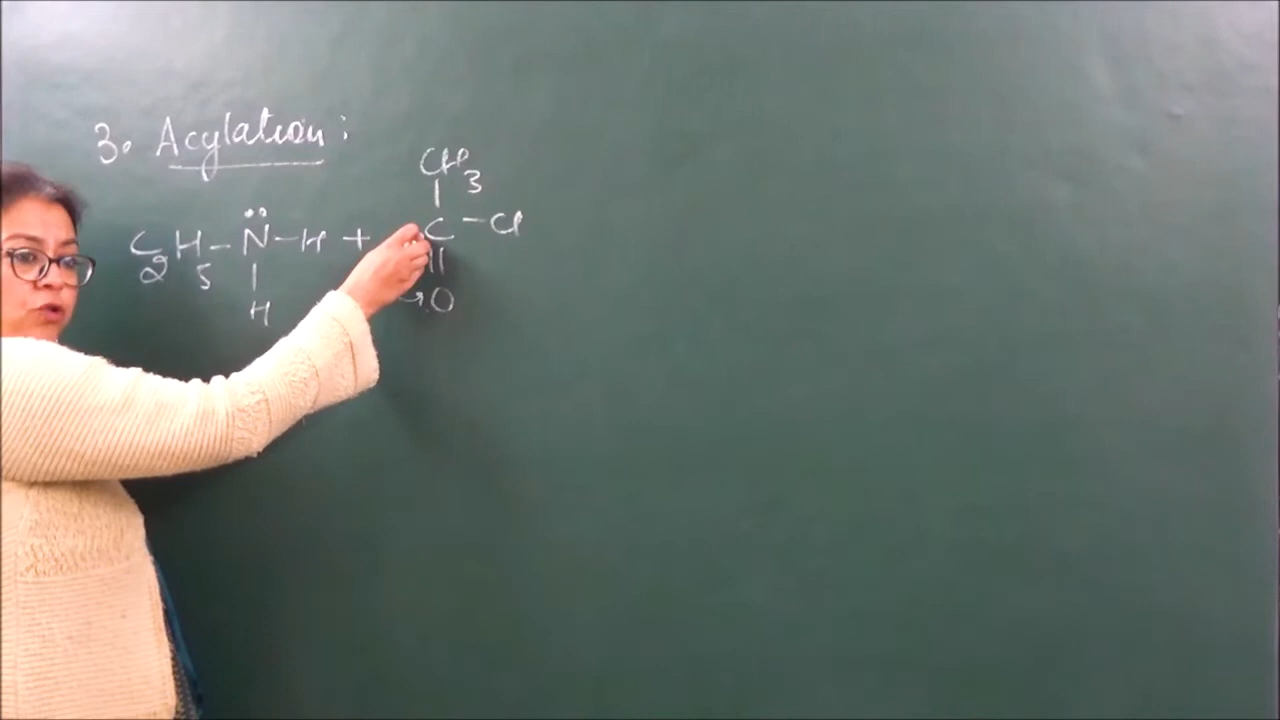 3. Acylation:
CH3
C2H5-N̈-H + C-Cl
| ||
H O